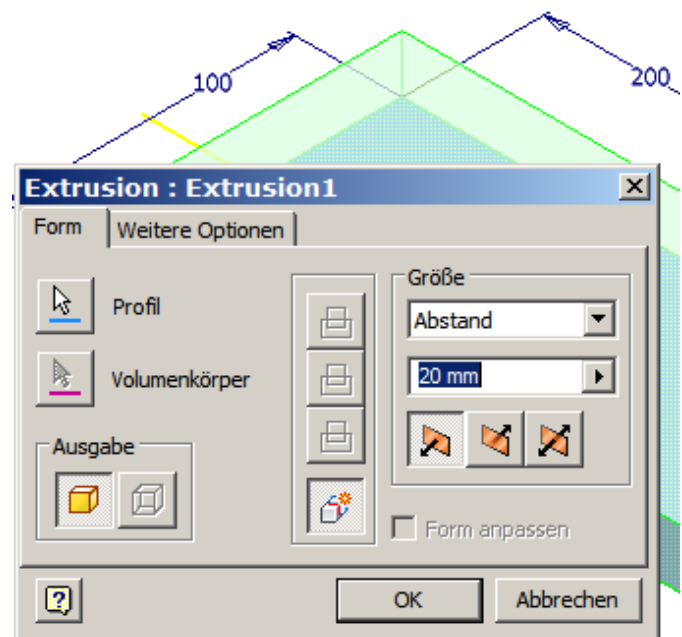 100
200
Extrusion : Extrusion1
Form
Weitere Optionen
Profil
Volumenkörper
Ausgabe
Größe
Abstand
20 mm
Form anpassen
?
OK
Abbrechen